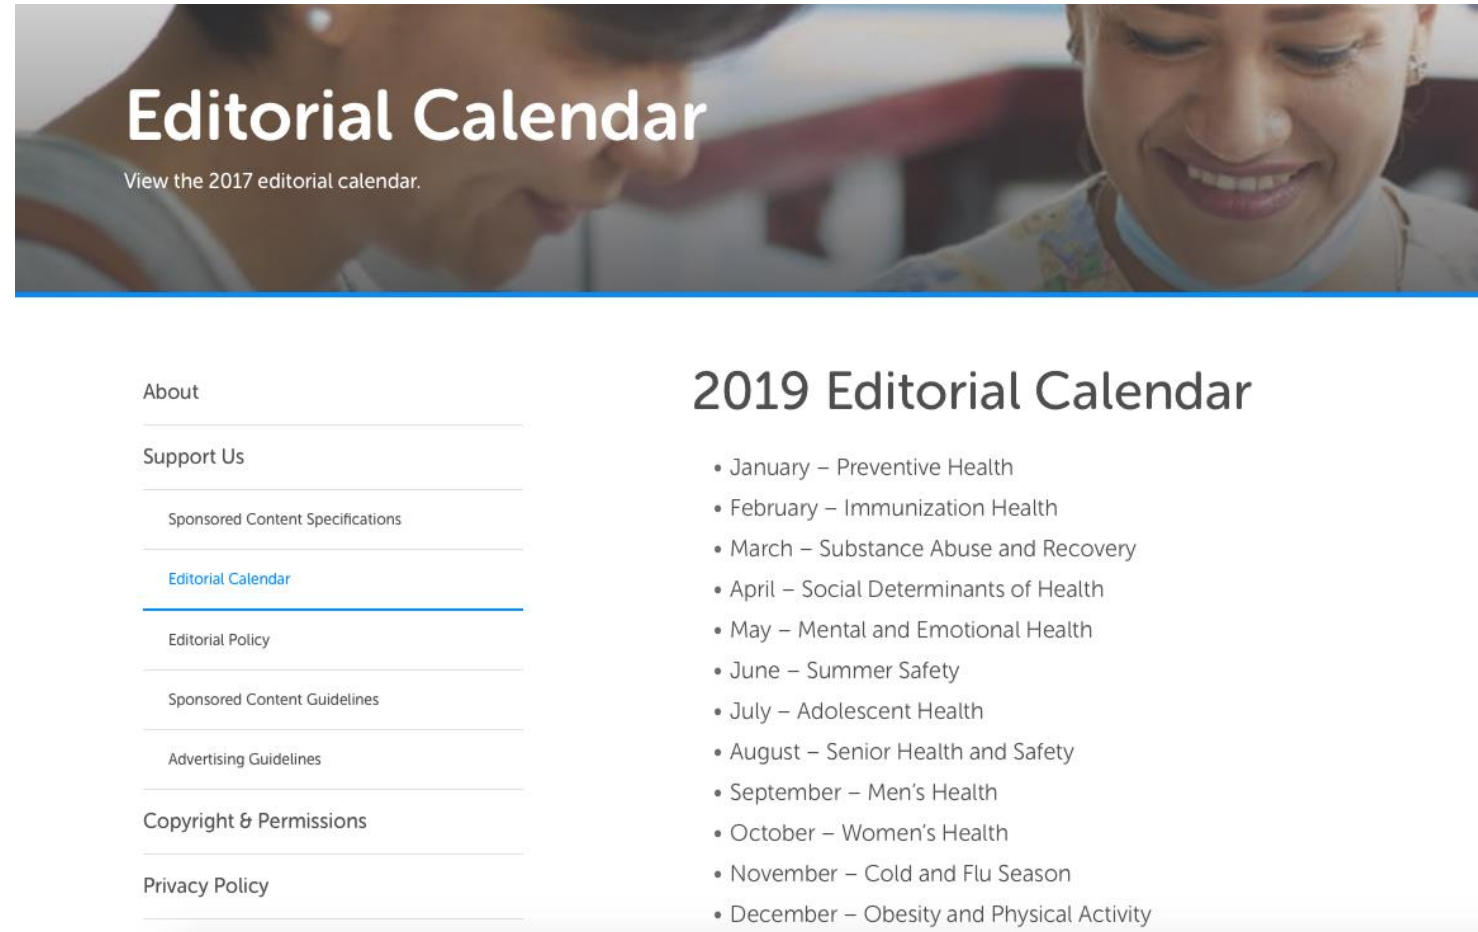 Editorial Calendar
View the 2017 editorial calendar.
About
Support Us
Sponsored Content Specifications
Editorial Calendar
Editorial Policy
Sponsored Content Guidelines
Advertising Guidelines
Copyright & Permissions
Privacy Policy
2019 Editorial Calendar
• January – Preventive Health
• February – Immunization Health
• March – Substance Abuse and Recovery
• April – Social Determinants of Health
• May – Mental and Emotional Health
• June – Summer Safety
• July – Adolescent Health
• August – Senior Health and Safety
• September – Men's Health
• October – Women's Health
• November – Cold and Flu Season
• December – Obesity and Physical Activity